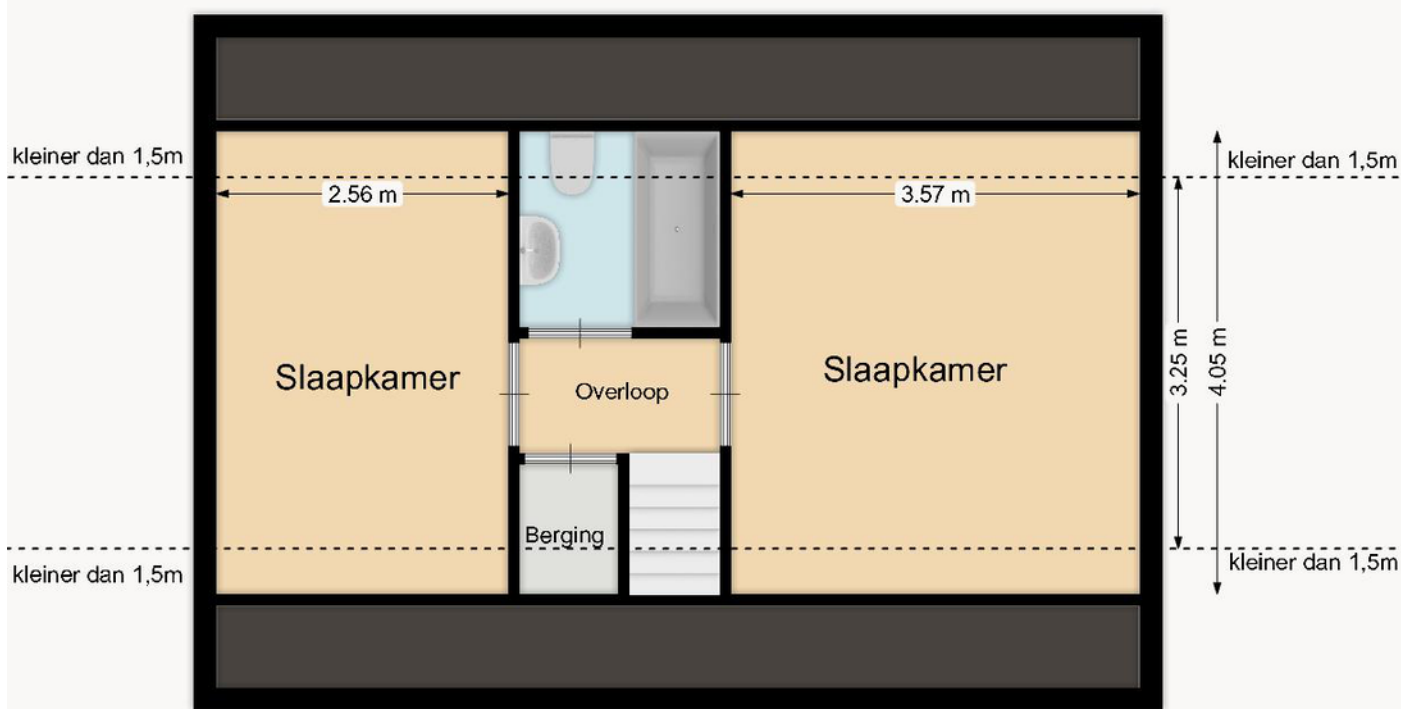 kleiner dan 1,5m
kleiner dan 1,5m
2.56 m
3.57 m
Slaapkamer
Overloop
Slaapkamer
3.25 m
4.05 m
Berging
kleiner dan 1,5m
kleiner dan 1,5m